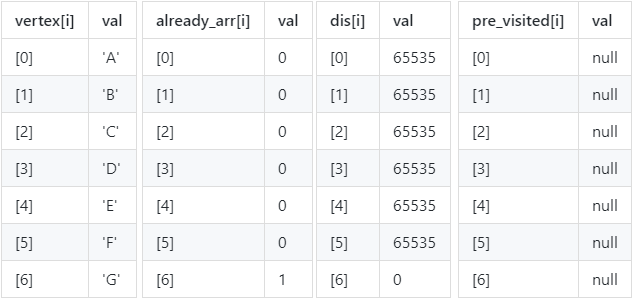 vertex[i] val already_arr[i] val dis[i] val pre_visited[i] val
[0] 'A' [0] 0 [0] 65535 [0] null
[1] 'B' [1] 0 [1] 65535 [1] null
[2] 'C' [2] 0 [2] 65535 [2] null
[3] 'D' [3] 0 [3] 65535 [3] null
[4] 'E' [4] 0 [4] 65535 [4] null
[5] 'F' [5] 0 [5] 65535 [5] null
[6] 'G' [6] 1 [6] 0 [6] null